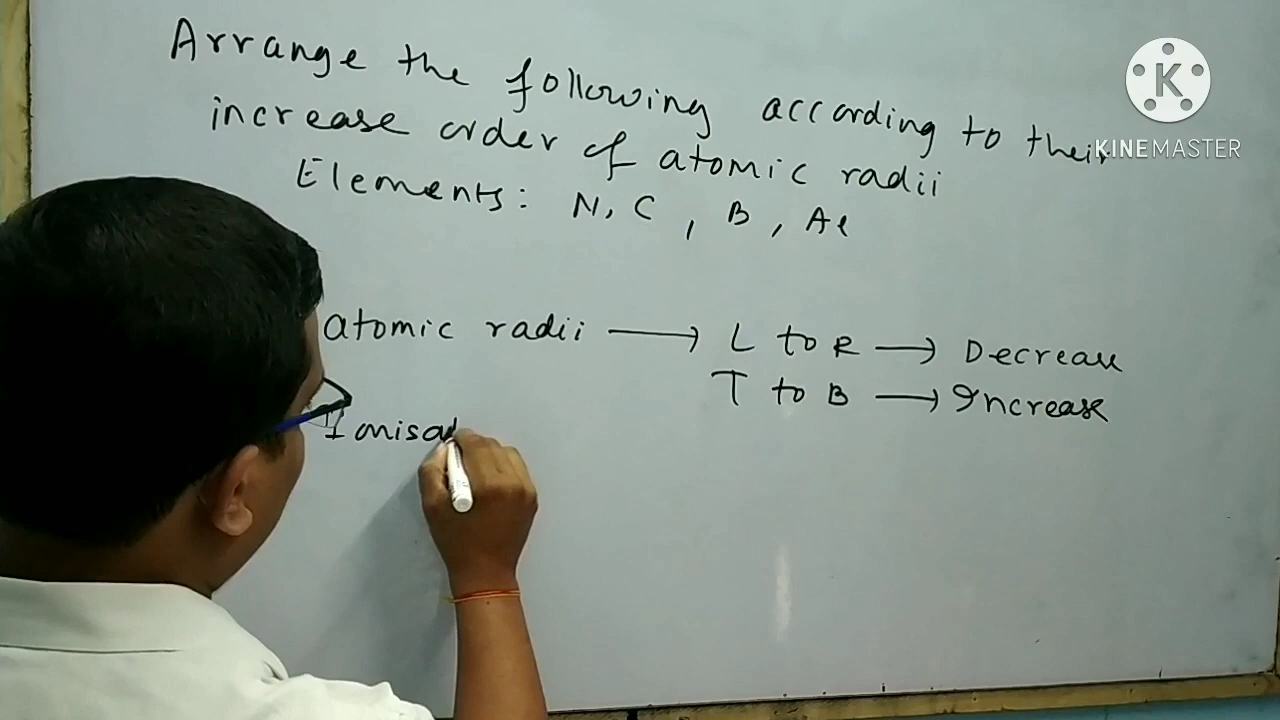 Arrange the following according to their
increase order of atomic radii
Elements: N, C, B, Al
atomic radii → L to R → Decrease
T to B → Increase
Ionisat
K
KINEMASTER